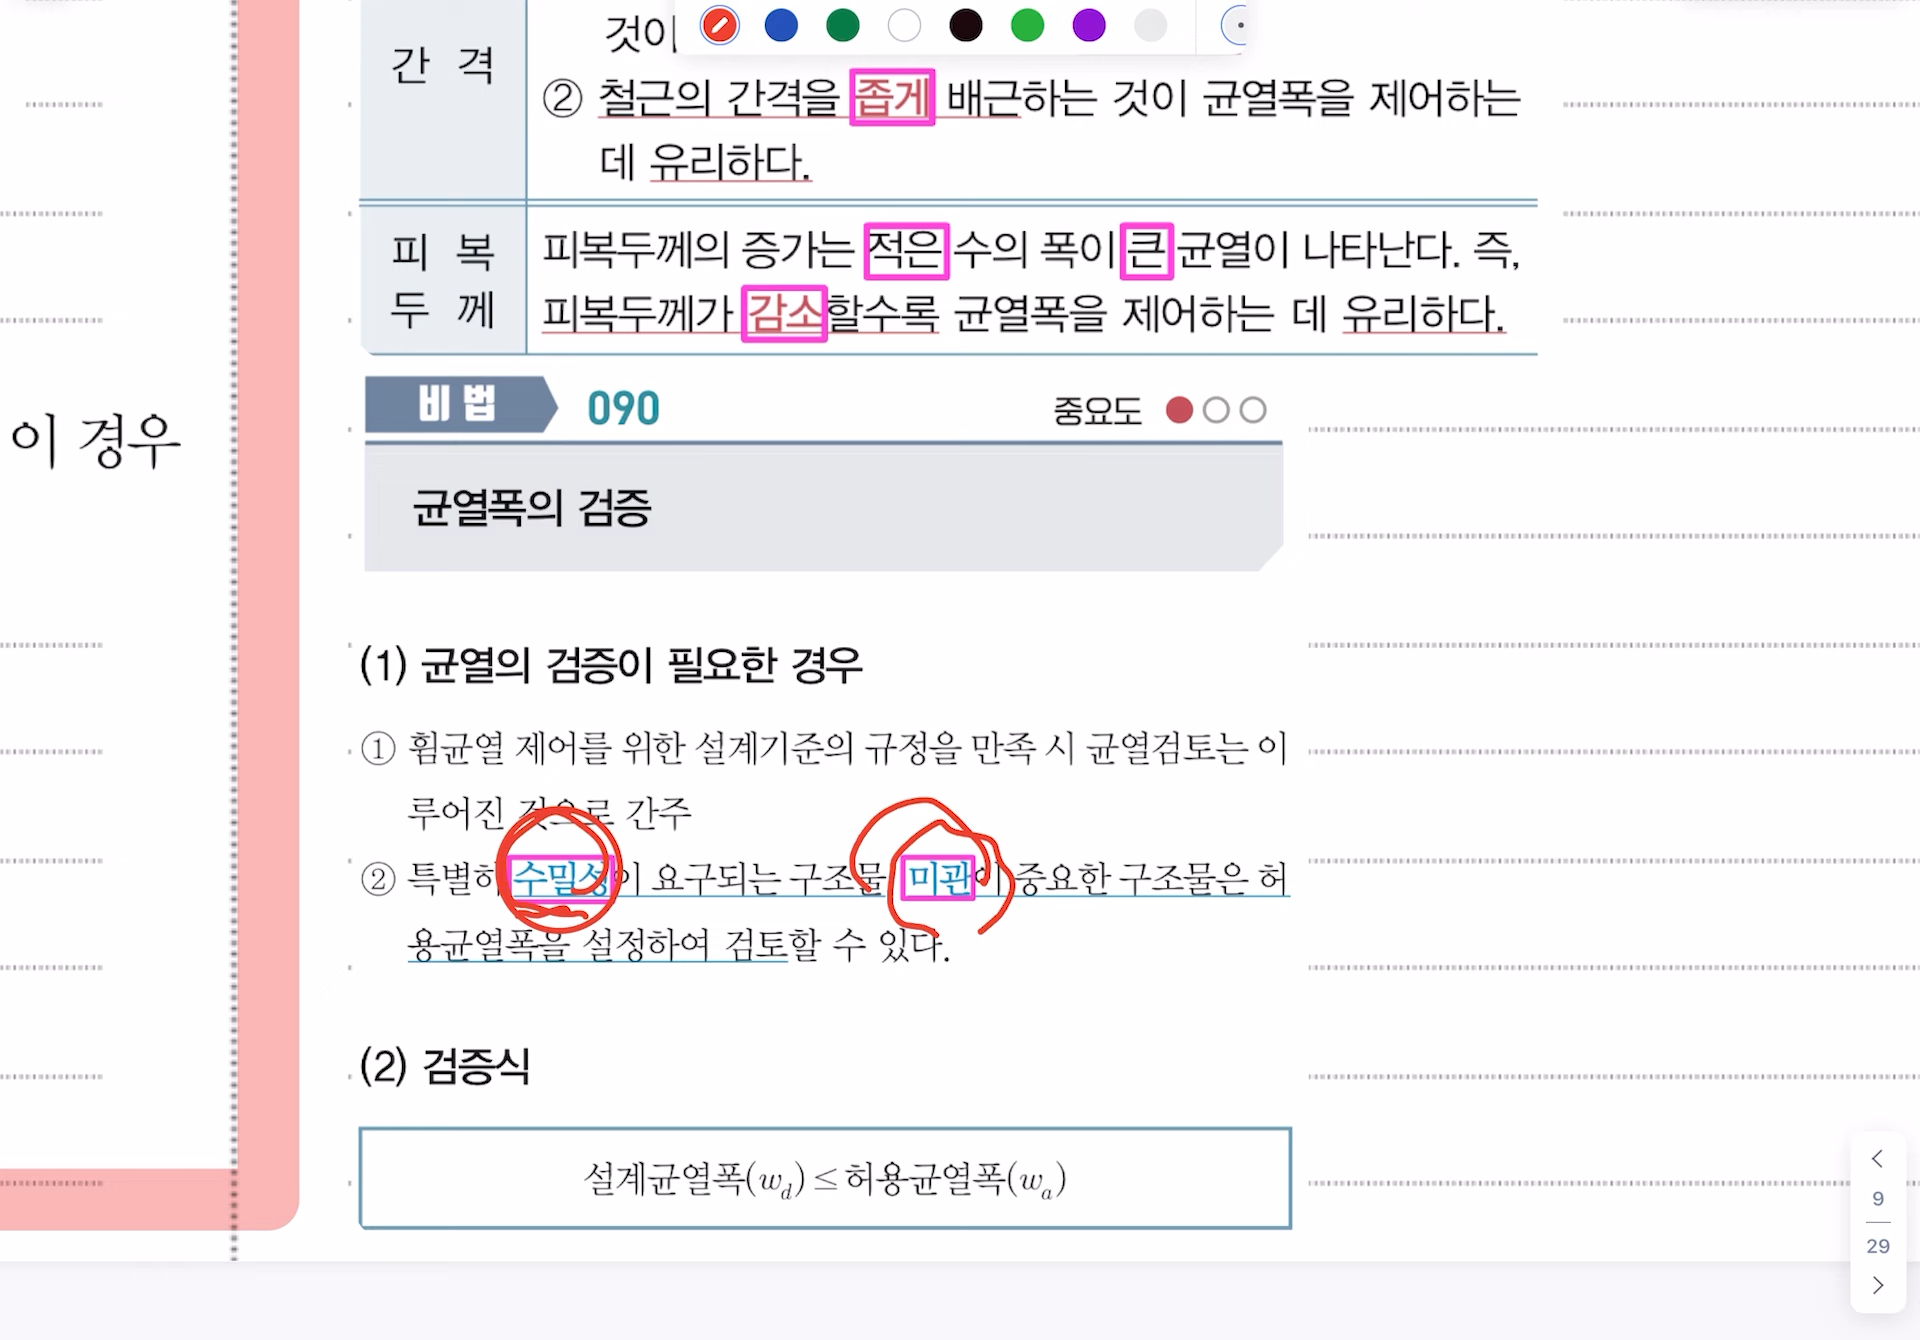 간 격
것이
② 철근의 간격을 좁게 배근하는 것이 균열폭을 제어하는
데 유리하다.
피 복
두 께
피복두께의 증가는 적은 수의 폭이 큰 균열이 나타난다. 즉,
피복두께가 감소할수록 균열폭을 제어하는 데 유리하다.
이 경우
비법 090
중요도
균열폭의 검증
(1) 균열의 검증이 필요한 경우
① 휨균열 제어를 위한 설계기준의 규정을 만족 시 균열검토는 이
루어진 것으로 간주
② 특별히 수밀성이 요구되는 구조물 미관이 중요한 구조물은 허
용균열폭을 설정하여 검토할 수 있다.
(2) 검증식
설계균열폭(w_d) ≤ 허용균열폭(w_a)
9
29